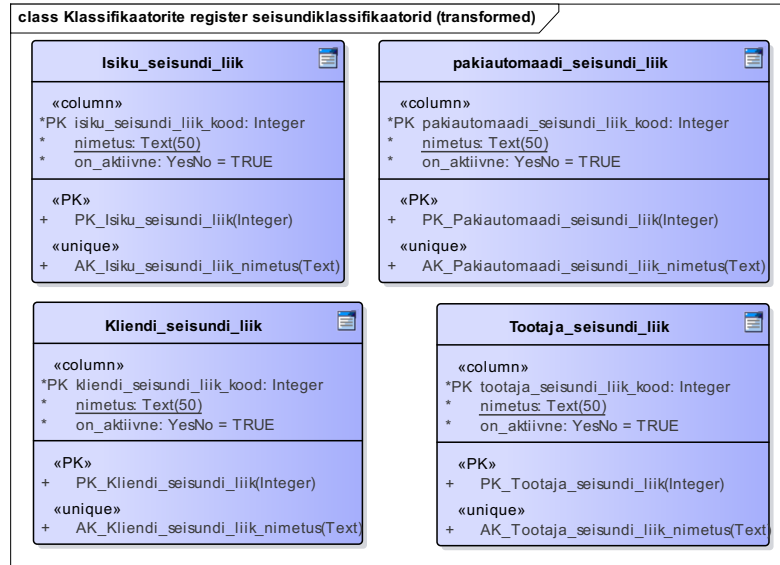 class Klassifikaatorite register seisundiklassifikaatorid (transformed)
Isiku_seisundi_liik
«column»
*PK isiku_seisundi_liik_kood: Integer
* nimetus: Text(50)
* on_aktiivne: YesNo = TRUE
«PK»
+ PK_Isiku_seisundi_liik(Integer)
«unique»
+ AK_Isiku_seisundi_liik_nimetus(Text)
pakiautomaadi_seisundi_liik
«column»
*PK pakiautomaadi_seisundi_liik_kood: Integer
* nimetus: Text(50)
* on_aktiivne: YesNo = TRUE
«PK»
+ PK_Pakiautomaadi_seisundi_liik(Integer)
«unique»
+ AK_Pakiautomaadi_seisundi_liik_nimetus(Text)
Kliendi_seisundi_liik
«column»
*PK kliendi_seisundi_liik_kood: Integer
* nimetus: Text(50)
* on_aktiivne: YesNo = TRUE
«PK»
+ PK_Kliendi_seisundi_liik(Integer)
«unique»
+ AK_Kliendi_seisundi_liik_nimetus(Text)
Tootaja_seisundi_liik
«column»
*PK tootaja_seisundi_liik_kood: Integer
* nimetus: Text(50)
* on_aktiivne: YesNo = TRUE
«PK»
+ PK_Tootaja_seisundi_liik(Integer)
«unique»
+ AK_Tootaja_seisundi_liik_nimetus(Text)